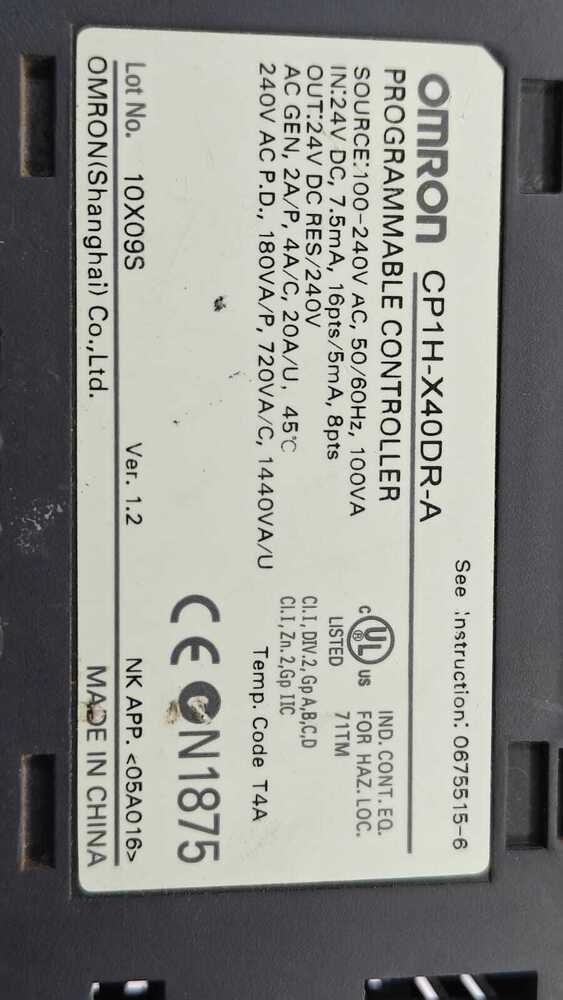 OMRON CP1H-X40DR-A
See Instruction: 0675515-6
PROGRAMMABLE CONTROLLER
SOURCE:100-240V AC, 50/60Hz, 100VA
IN:24V DC, 7.5mA, 16pts/5mA, 8pts
OUT:24V DC RES/240V
AC GEN, 2A/P, 4A/C, 20A/U, 45℃
240V AC P.D., 180VA/P, 720VA/C, 1440VA/U
C UL ® US
LISTED
IND. CONT. EQ.
FOR HAZ. LOC.
71TM
Cl.I, DIV.2, Gp A,B,C,D
Cl.I, Zn. 2,Gp IIC
Temp. Code T4A
CE N1875
Lot No. 10X09S Ver. 1.2 NK APP. <05A016>
OMRON(Shanghai) Co.,Ltd. MADE IN CHINA